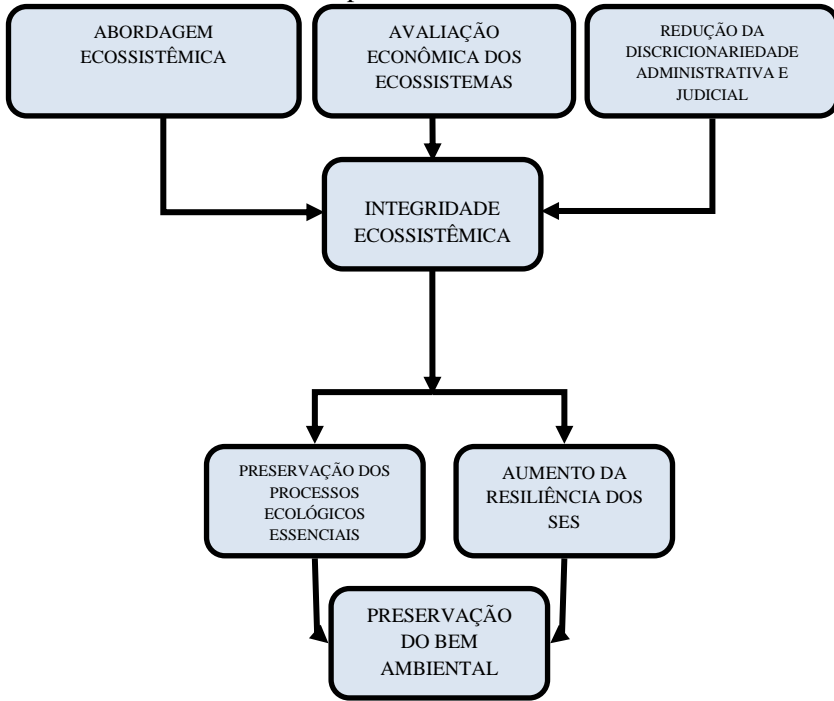 ABORDAGEM
ECOSSISTÊMICA
AVALIAÇÃO
ECONÔMICA DOS
ECOSSISTEMAS
REDUÇÃO DA
DISCRICIONARIEDADE
ADMINISTRATIVA E
JUDICIAL
INTEGRIDADE
ECOSSISTÊMICA
PRESERVAÇÃO DOS
PROCESSOS
ECOLÓGICOS
ESSENCIAIS
AUMENTO DA
RESILIÊNCIA DOS
SES
PRESERVAÇÃO
DO BEM
AMBIENTAL